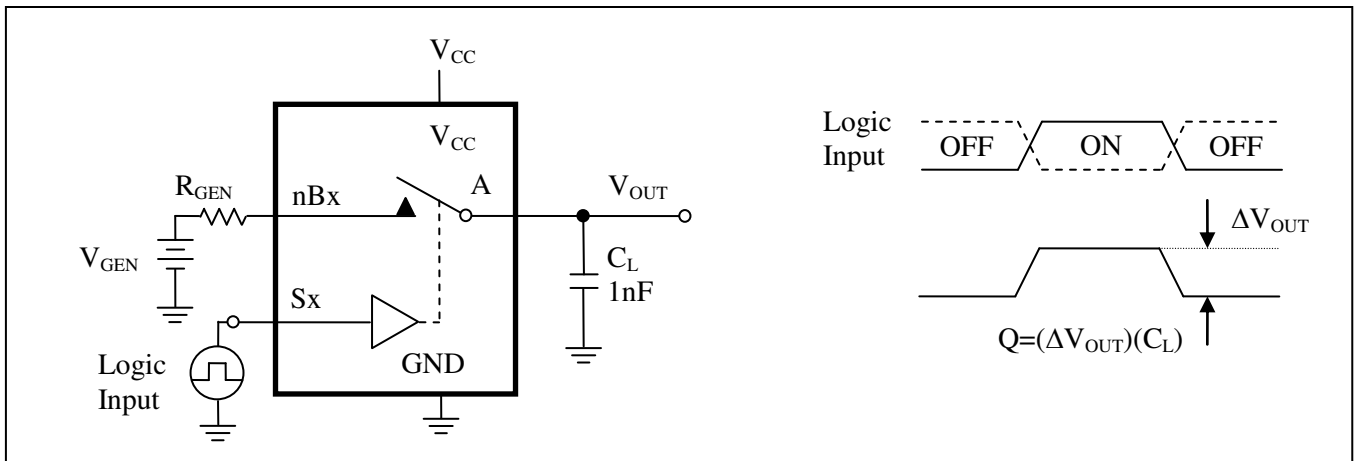 V_CC
V_CC
R_GEN
nBx
A
V_OUT
V_GEN
C_L
1nF
Sx
GND
Logic
Input
Logic
Input
OFF
ON
OFF
ΔV_OUT
Q=(ΔV_OUT)(C_L)